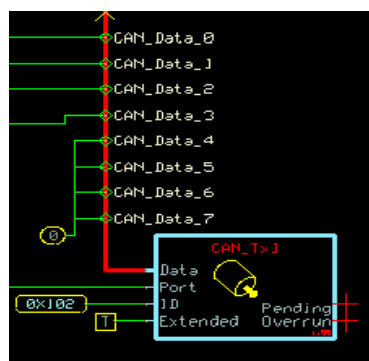 CAN_Data_0
CAN_Data_1
CAN_Data_2
CAN_Data_3
CAN_Data_4
CAN_Data_5
CAN_Data_6
CAN_Data_7
0
CAN_Tx1
Data
Port
0X102 ID Pending
T Extended Overrun